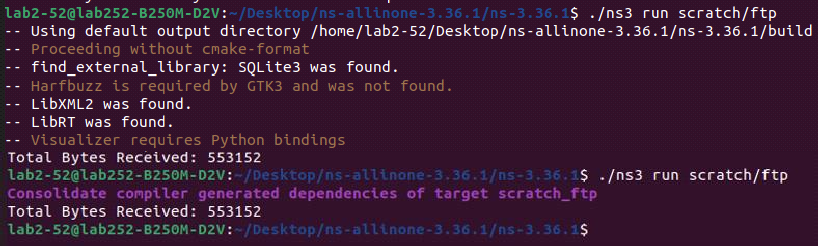 lab2-52@lab252-B250M-D2V:~/Desktop/ns-allinone-3.36.1/ns-3.36.1$ ./ns3 run scratch/ftp
-- Using default output directory /home/lab2-52/Desktop/ns-allinone-3.36.1/ns-3.36.1/build
-- Proceeding without cmake-format
-- find_external_library: SQLite3 was found.
-- Harfbuzz is required by GTK3 and was not found.
-- LibXML2 was found.
-- LibRT was found.
-- Visualizer requires Python bindings
Total Bytes Received: 553152
lab2-52@lab252-B250M-D2V:~/Desktop/ns-allinone-3.36.1/ns-3.36.1$ ./ns3 run scratch/ftp
Consolidate compiler generated dependencies of target scratch_ftp
Total Bytes Received: 553152
lab2-52@lab252-B250M-D2V:~/Desktop/ns-allinone-3.36.1/ns-3.36.1$